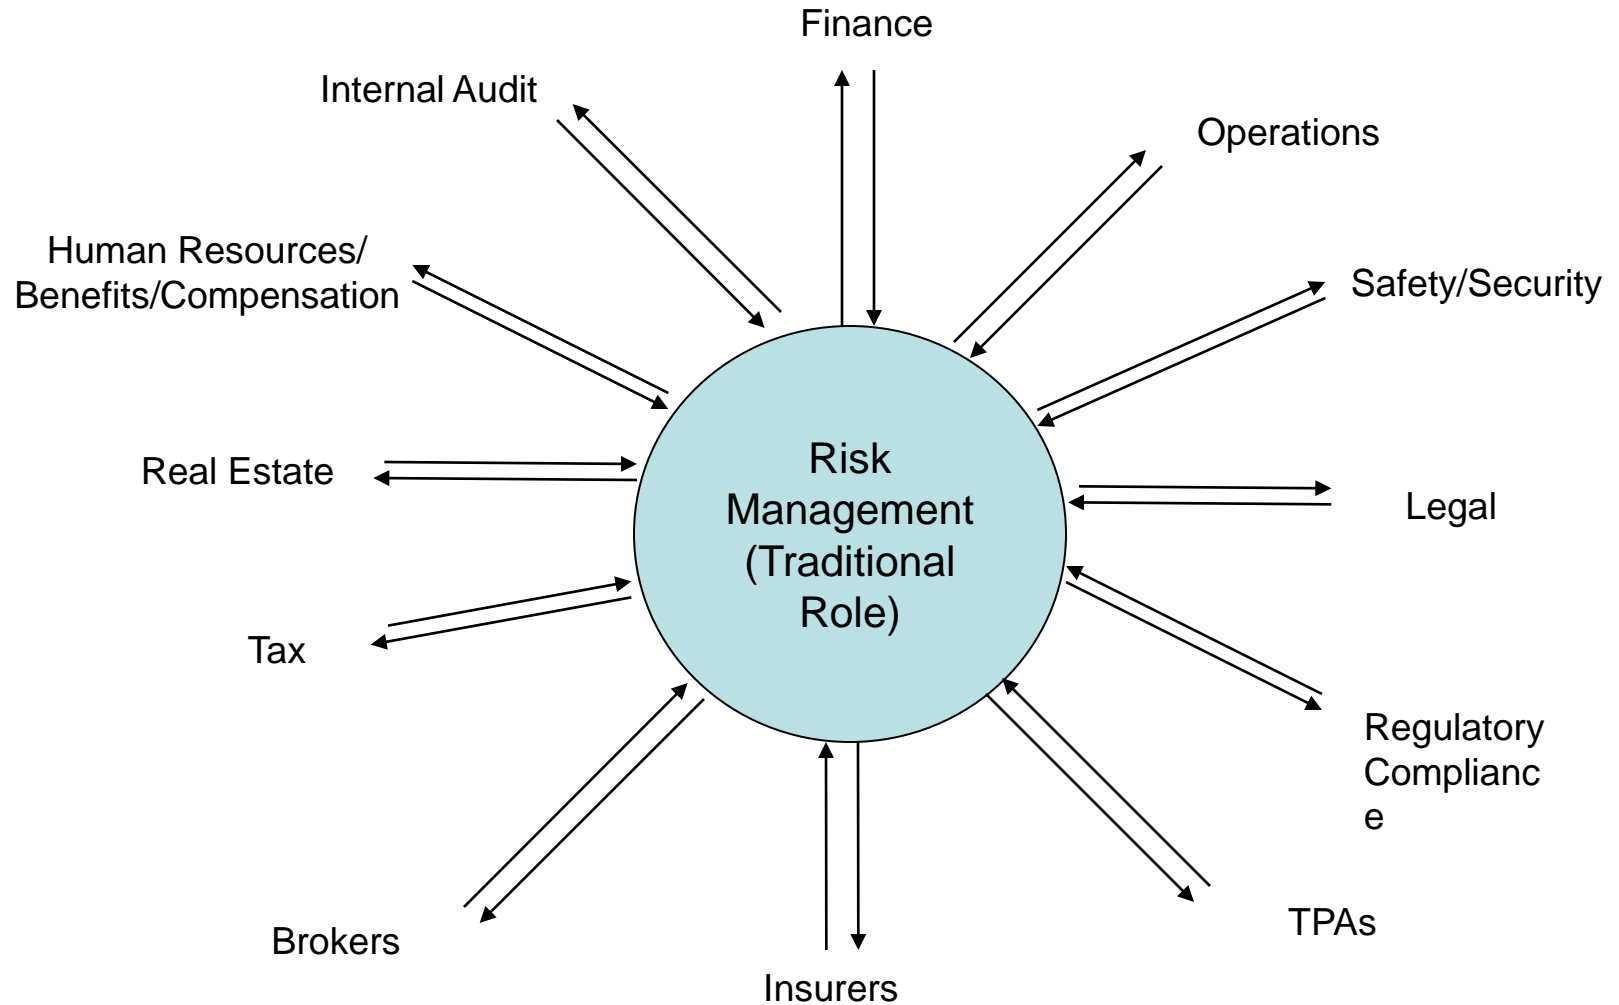 Finance
Internal Audit
Operations
Human Resources/
Benefits/Compensation
Safety/Security
Real Estate
Risk
Management
(Traditional
Role)
Legal
Tax
Regulatory
Complianc
e
Brokers
TPAs
Insurers